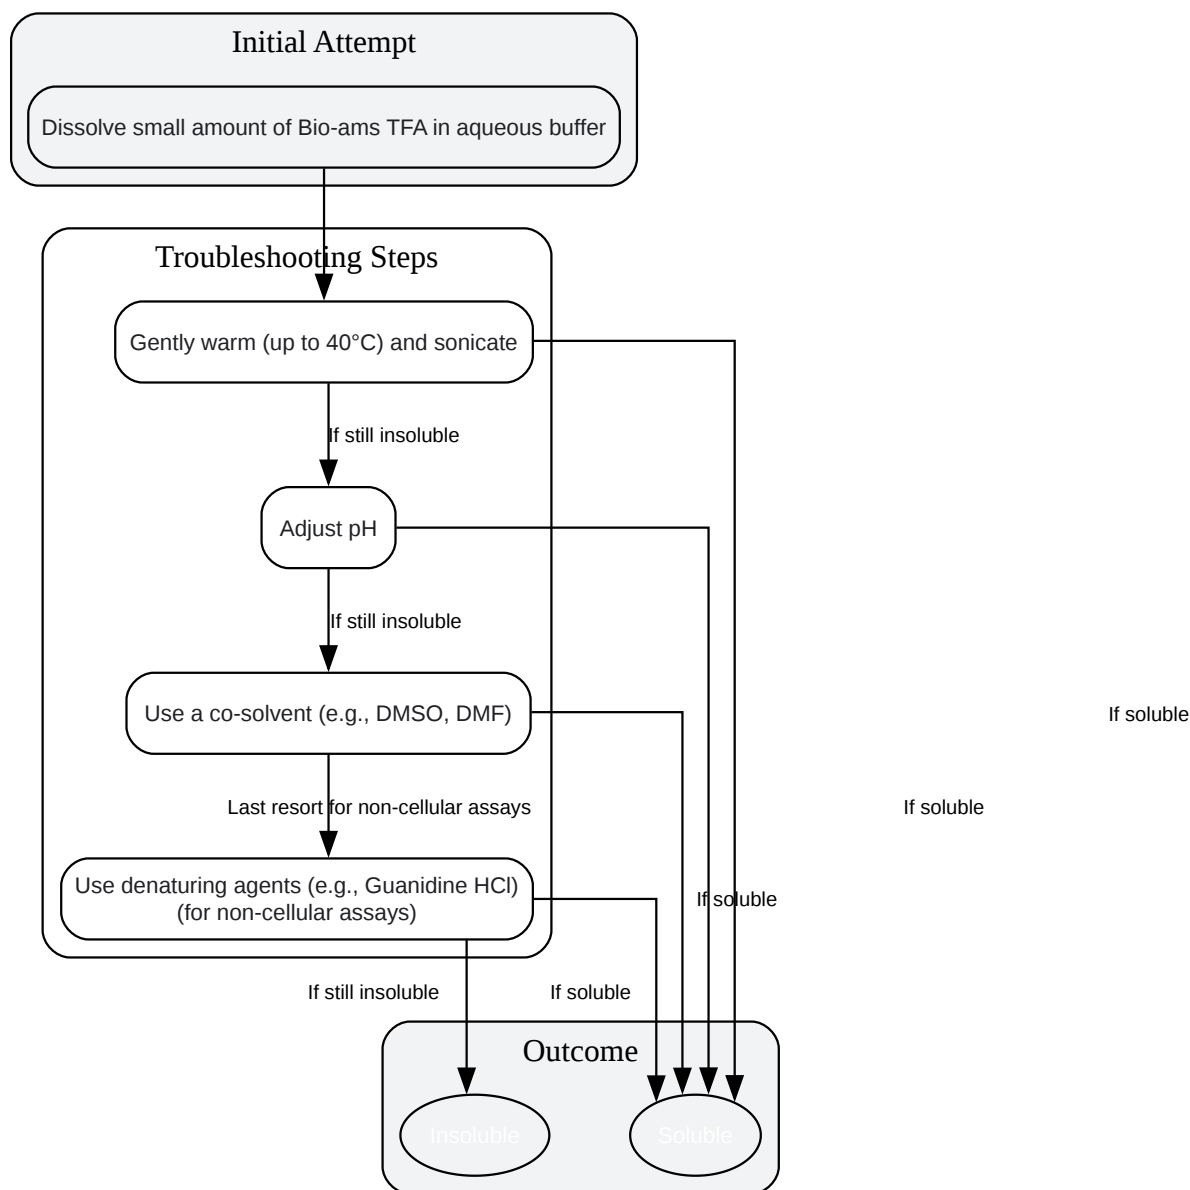 Initial Attempt
Dissolve small amount of Bio-ams TFA in aqueous buffer
Troubleshooting Steps
Gently warm (up to 40°C) and sonicate
If still insoluble
Adjust pH
If still insoluble
Use a co-solvent (e.g., DMSO, DMF)
If soluble
Last resort for non-cellular assays
If soluble
Use denaturing agents (e.g., Guanidine HCl)
(for non-cellular assays)
If soluble
If still insoluble
If soluble
Outcome
Insoluble
Soluble